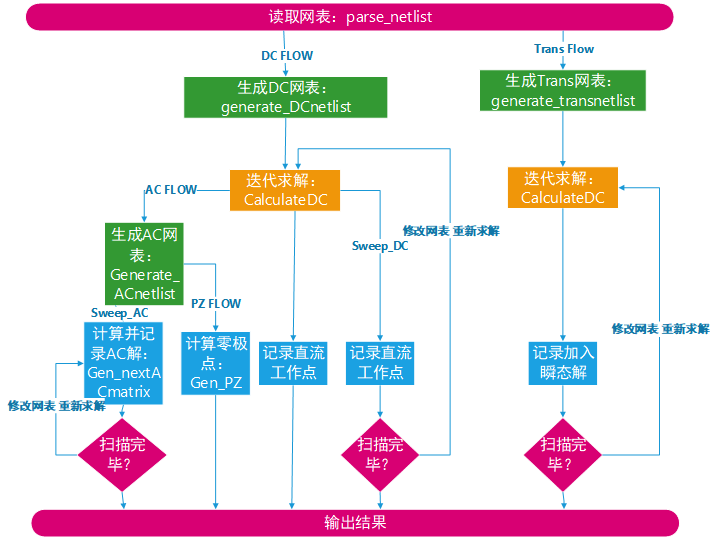 读取网表：parse_netlist
DC FLOW
Trans Flow
生成DC网表：
generate_DCnetlist
生成Trans网表：
generate_transnetlist
AC FLOW
迭代求解：
CalculateDC
迭代求解：
CalculateDC
生成AC网
表：
Generate_
ACnetlist
Sweep_DC
修改网表 重新求解
Sweep_AC
PZ FLOW
计算并记
录AC解：
Gen_nextA
Cmatrix
计算零极
点：
Gen_PZ
记录直流
工作点
记录直流
工作点
记录加入
瞬态解
修改网表 重新求解
修改网表 重新求解
扫描完
毕？
扫描完
毕？
扫描完
毕？
输出结果